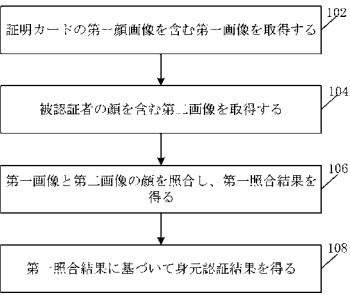 102
証明カードの第一顔画像を含む第一画像を取得する
104
被認証者の顔を含む第二画像を取得する
106
第一画像と第二画像の顔を照合し、第一照合結果を
得る
108
第一照合結果に基づいて身元認証結果を得る